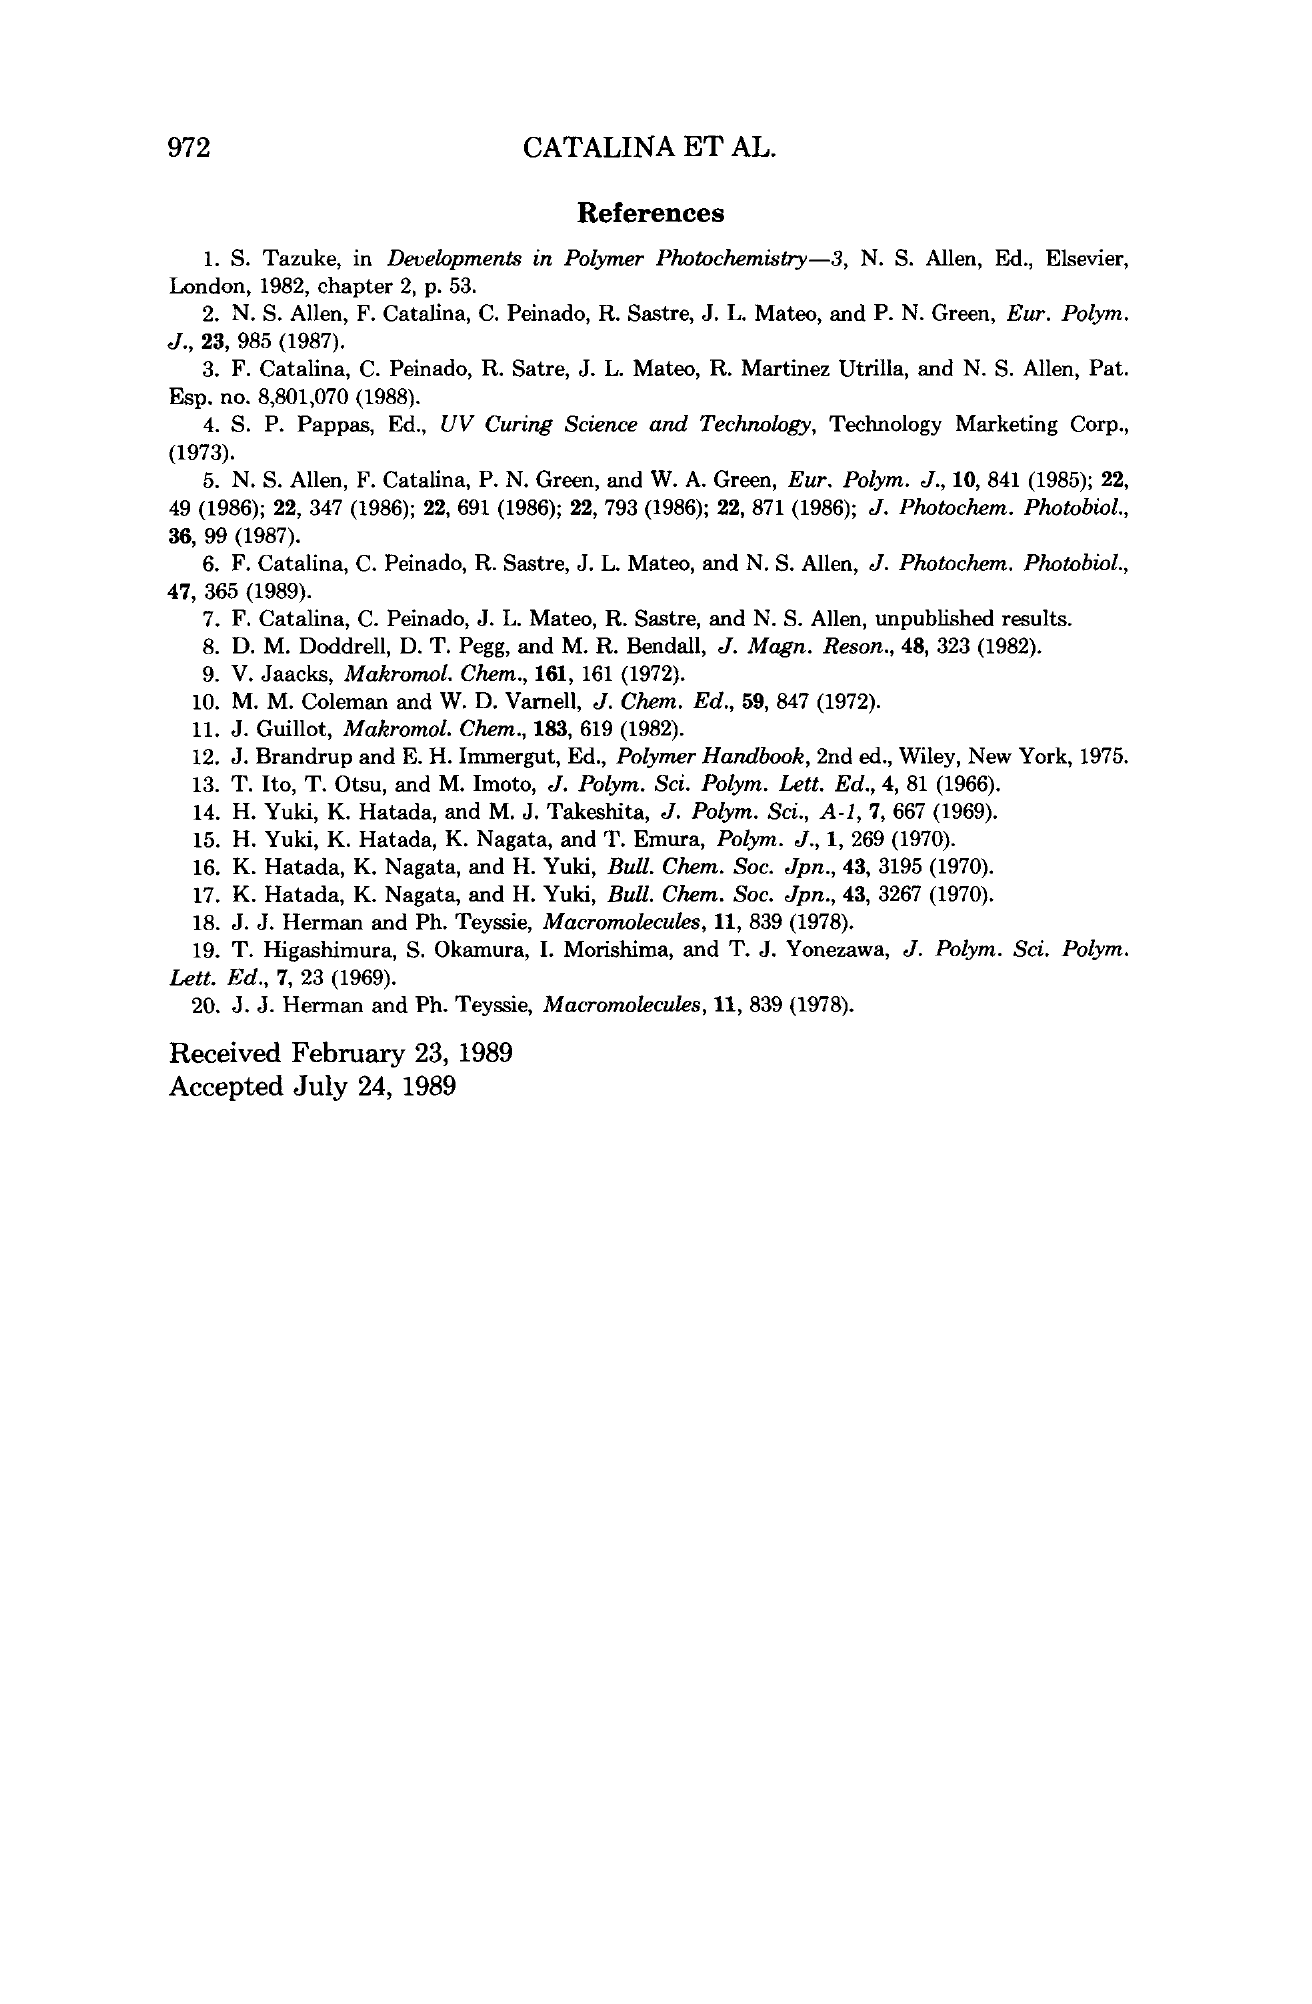 972
CATALINA ET AL.
References
1. S. Tazuke, in Developments in Polymer Photochemistry—3, N. S. Allen, Ed., Elsevier,
London, 1982, chapter 2, p. 53.
2. N. S. Allen, F. Catalina, C. Peinado, R. Sastre, J. L. Mateo, and P. N. Green, Eur. Polym.
J., 23, 985 (1987).
3. F. Catalina, C. Peinado, R. Satre, J. L. Mateo, R. Martinez Utrilla, and N. S. Allen, Pat.
Esp. no. 8,801,070 (1988).
4. S. P. Pappas, Ed., UV Curing Science and Technology, Technology Marketing Corp.,
(1973).
5. N. S. Allen, F. Catalina, P. N. Green, and W. A. Green, Eur. Polym. J., 10, 841 (1985); 22,
49 (1986); 22, 347 (1986); 22, 691 (1986); 22, 793 (1986); 22, 871 (1986); J. Photochem. Photobiol.,
36, 99 (1987).
6. F. Catalina, C. Peinado, R. Sastre, J. L. Mateo, and N. S. Allen, J. Photochem. Photobiol.,
47, 365 (1989).
7. F. Catalina, C. Peinado, J. L. Mateo, R. Sastre, and N. S. Allen, unpublished results.
8. D. M. Doddrell, D. T. Pegg, and M. R. Bendall, J. Magn. Reson., 48, 323 (1982).
9. V. Jaacks, Makromol. Chem., 161, 161 (1972).
10. M. M. Coleman and W. D. Varnell, J. Chem. Ed., 59, 847 (1972).
11. J. Guillot, Makromol. Chem., 183, 619 (1982).
12. J. Brandrup and E. H. Immergut, Ed., Polymer Handbook, 2nd ed., Wiley, New York, 1975.
13. T. Ito, T. Otsu, and M. Imoto, J. Polym. Sci. Polym. Lett. Ed., 4, 81 (1966).
14. H. Yuki, K. Hatada, and M. J. Takeshita, J. Polym. Sci., A-1, 7, 667 (1969).
15. H. Yuki, K. Hatada, K. Nagata, and T. Emura, Polym. J., 1, 269 (1970).
16. K. Hatada, K. Nagata, and H. Yuki, Bull. Chem. Soc. Jpn., 43, 3195 (1970).
17. K. Hatada, K. Nagata, and H. Yuki, Bull. Chem. Soc. Jpn., 43, 3267 (1970).
18. J. J. Herman and Ph. Teyssie, Macromolecules, 11, 839 (1978).
19. T. Higashimura, S. Okamura, I. Morishima, and T. J. Yonezawa, J. Polym. Sci. Polym.
Lett. Ed., 7, 23 (1969).
20. J. J. Herman and Ph. Teyssie, Macromolecules, 11, 839 (1978).
Received February 23, 1989
Accepted July 24, 1989